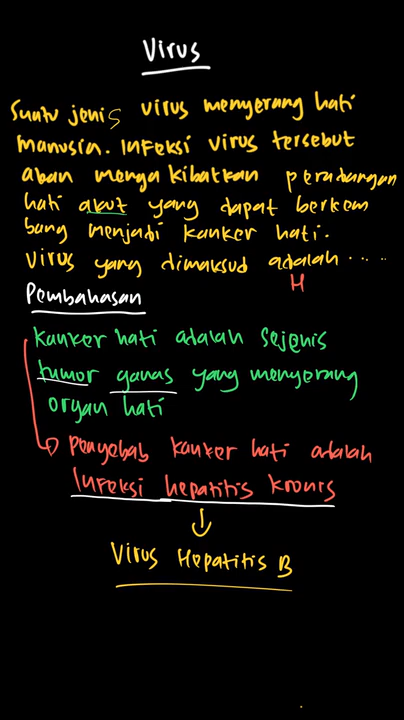 Virus
Suatu jenis virus menyerang hati
manusia. Infeksi virus tersebut
akan mengakibatkan peradangan
hati akut yang dapat berkem
bang menjadi kanker hati.
Virus yang dimaksud adalah .....
H
Pembahasan
Kanker hati adalah sejenis
tumor ganas yang menyerang
organ hati
Penyebab kanker hati adalah
Infeksi hepatitis kronis
Virus Hepatitis B